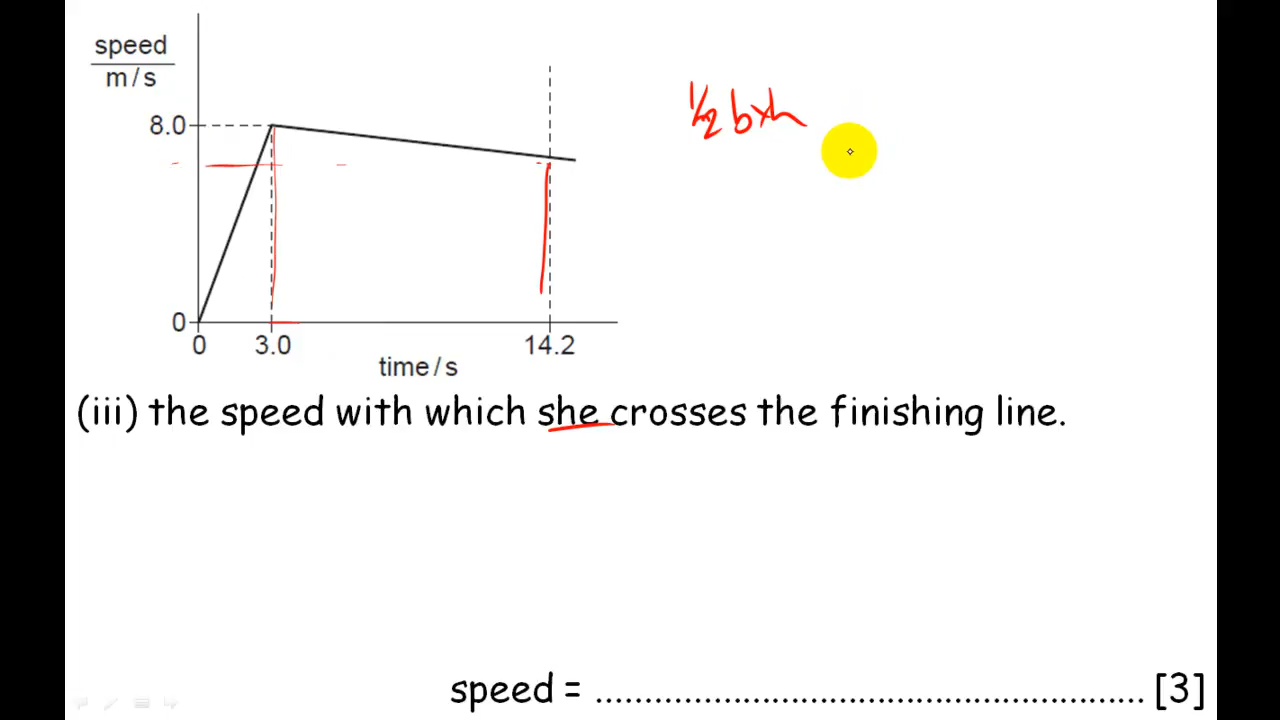 speed
m / s
½ b×h
8.0
0
0 3.0 14.2
time / s
(iii) the speed with which she crosses the finishing line.
speed = ...................................................... [3]